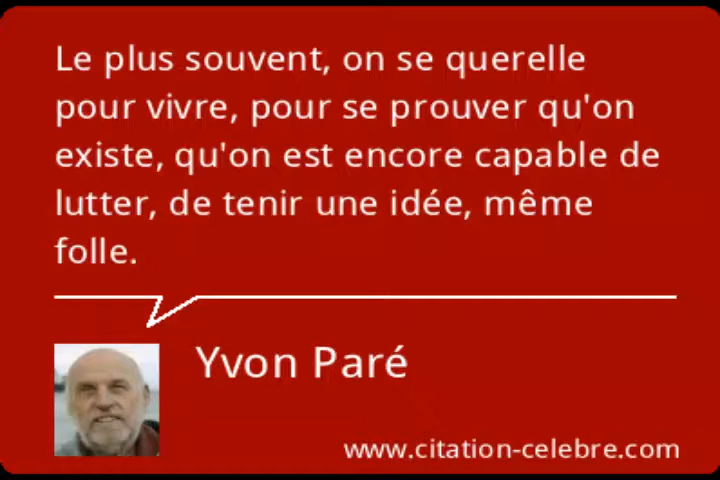 Le plus souvent, on se querelle
pour vivre, pour se prouver qu'on
existe, qu'on est encore capable de
lutter, de tenir une idée, même
folle.
Yvon Paré
www.citation-celebre.com